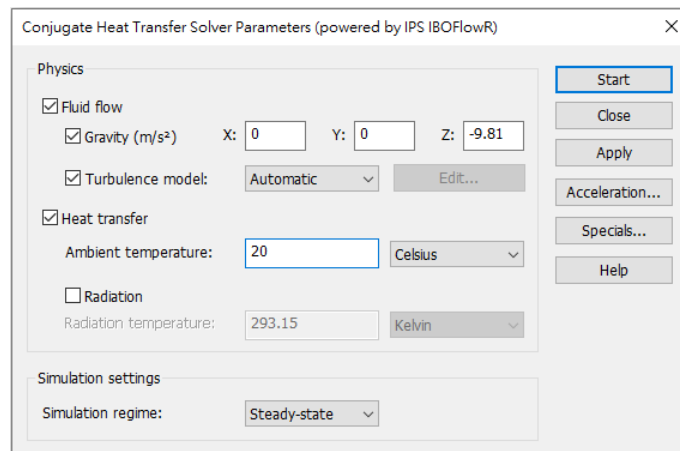 Conjugate Heat Transfer Solver Parameters (powered by IPS IBOFlowR)
Physics
Start
Fluid flow
Close
Gravity (m/s²) X: 0 Y: 0 Z: -9.81
Apply
Turbulence model: Automatic Edit...
Acceleration...
Heat transfer
Specials...
Ambient temperature: 20 Celsius
Help
Radiation
Radiation temperature: 293.15 Kelvin
Simulation settings
Simulation regime: Steady-state